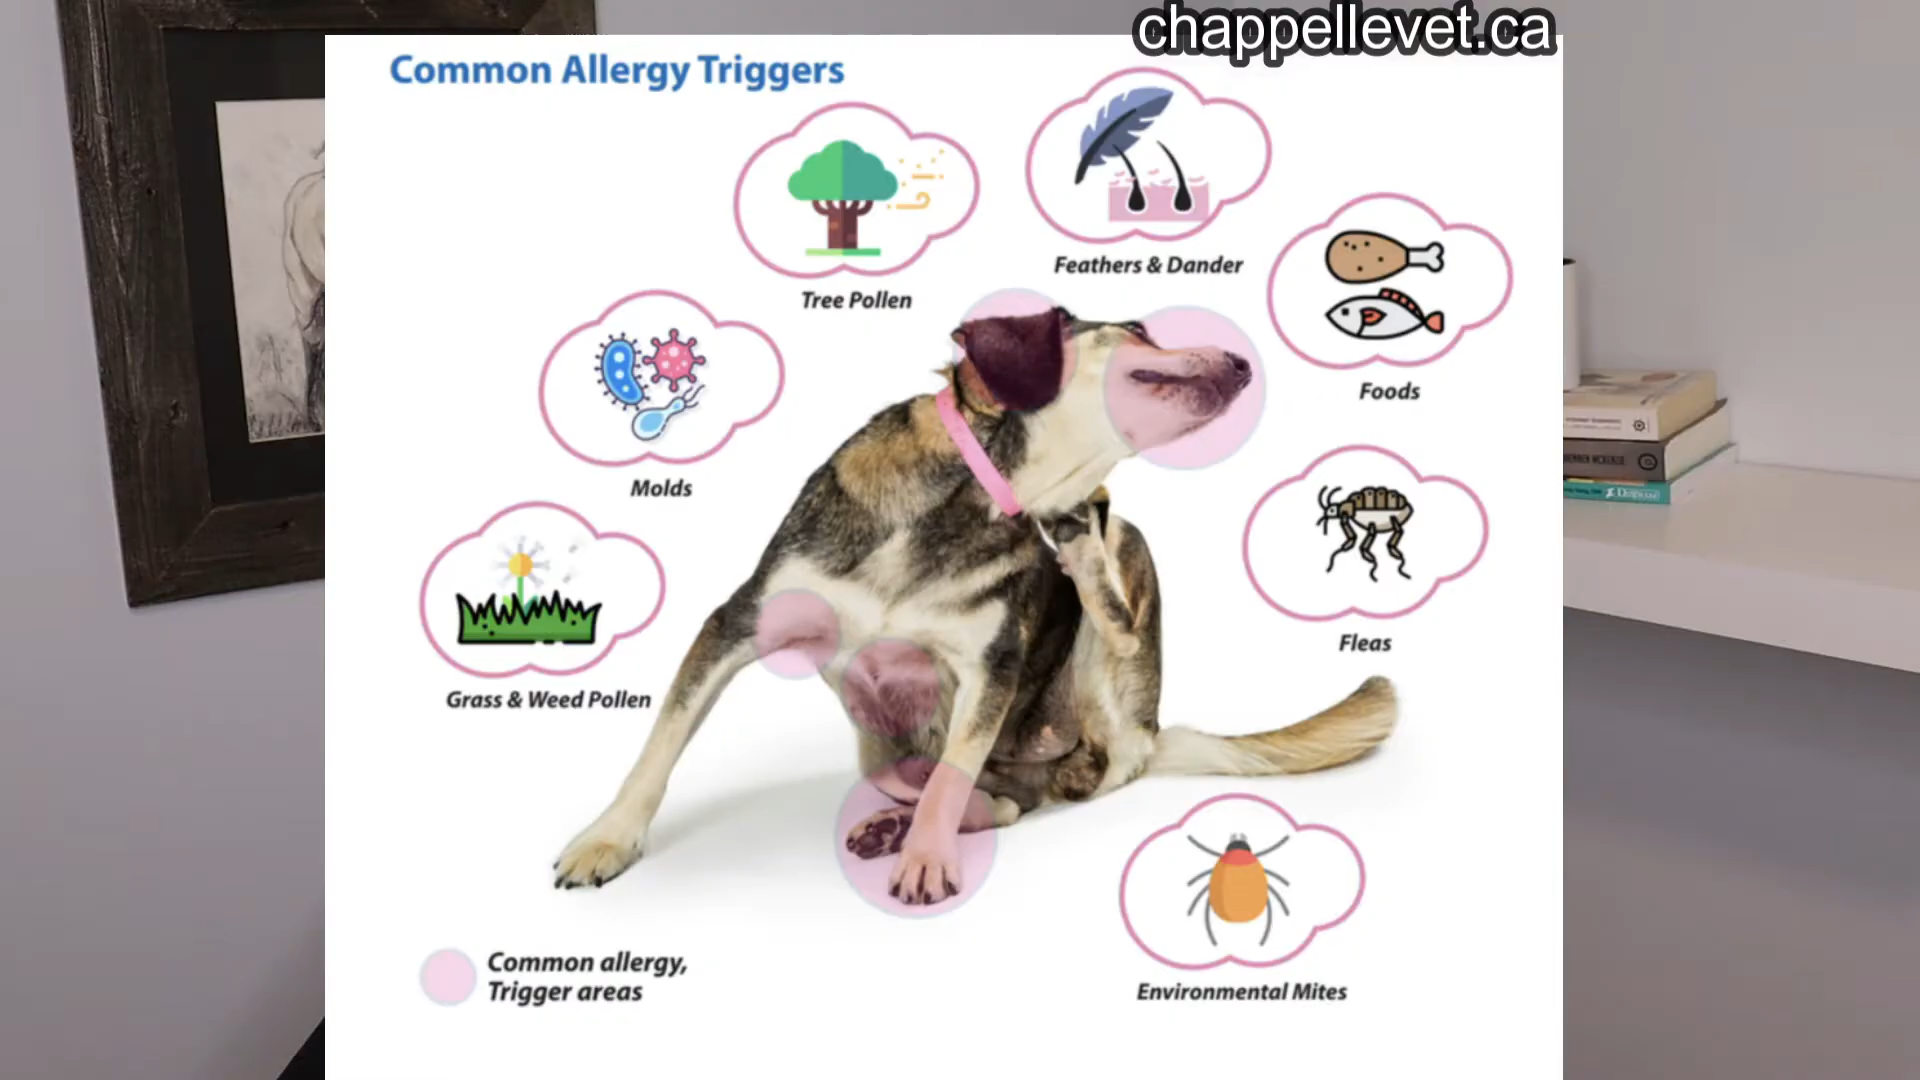 chappellevet.ca
Common Allergy Triggers
Tree Pollen
Feathers & Dander
Foods
Molds
Fleas
Grass & Weed Pollen
Common allergy,
Trigger areas
Environmental Mites